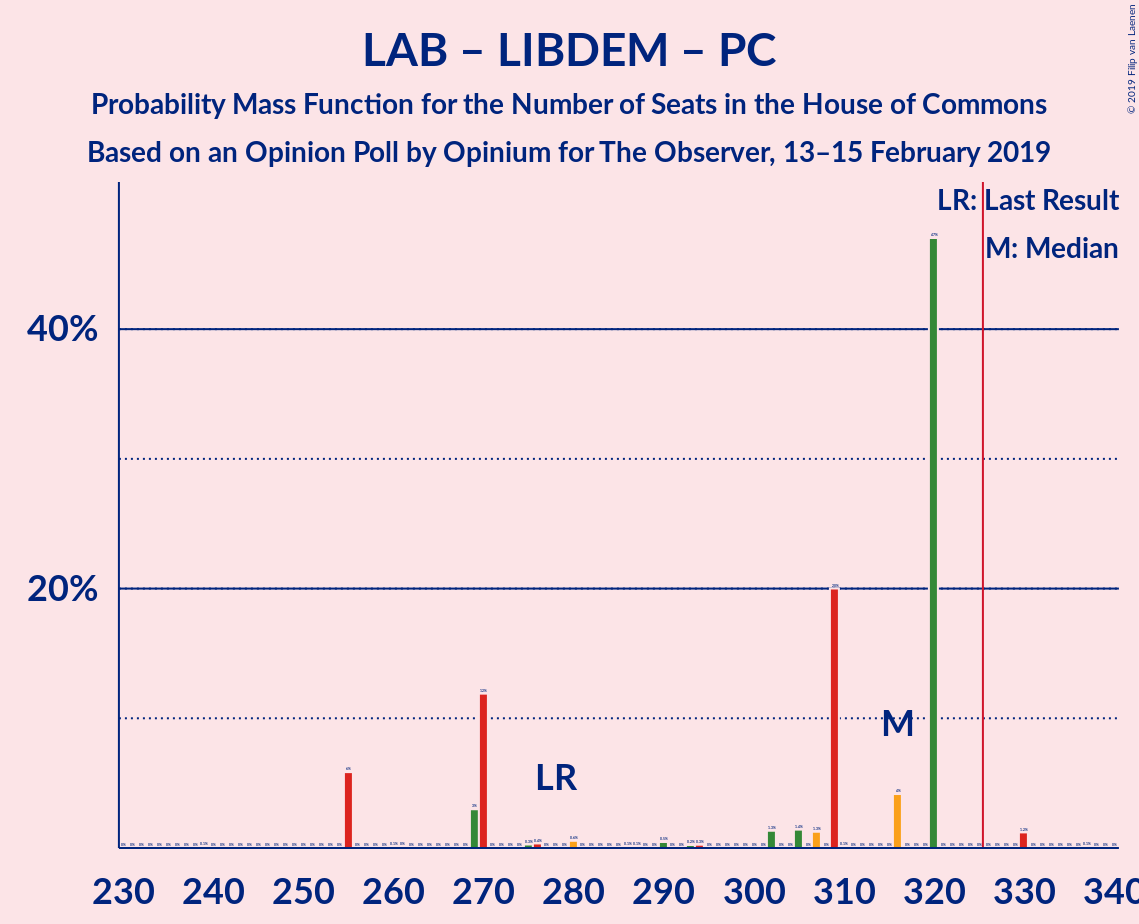 LAB – LIBDEM – PC
Probability Mass Function for the Number of Seats in the House of Commons
Based on an Opinion Poll by Opinium for The Observer, 13–15 February 2019
© 2019 Filip van Laenen
LR: Last Result
M: Median
40%
20%
M
LR
230 240 250 260 270 280 290 300 310 320 330 340